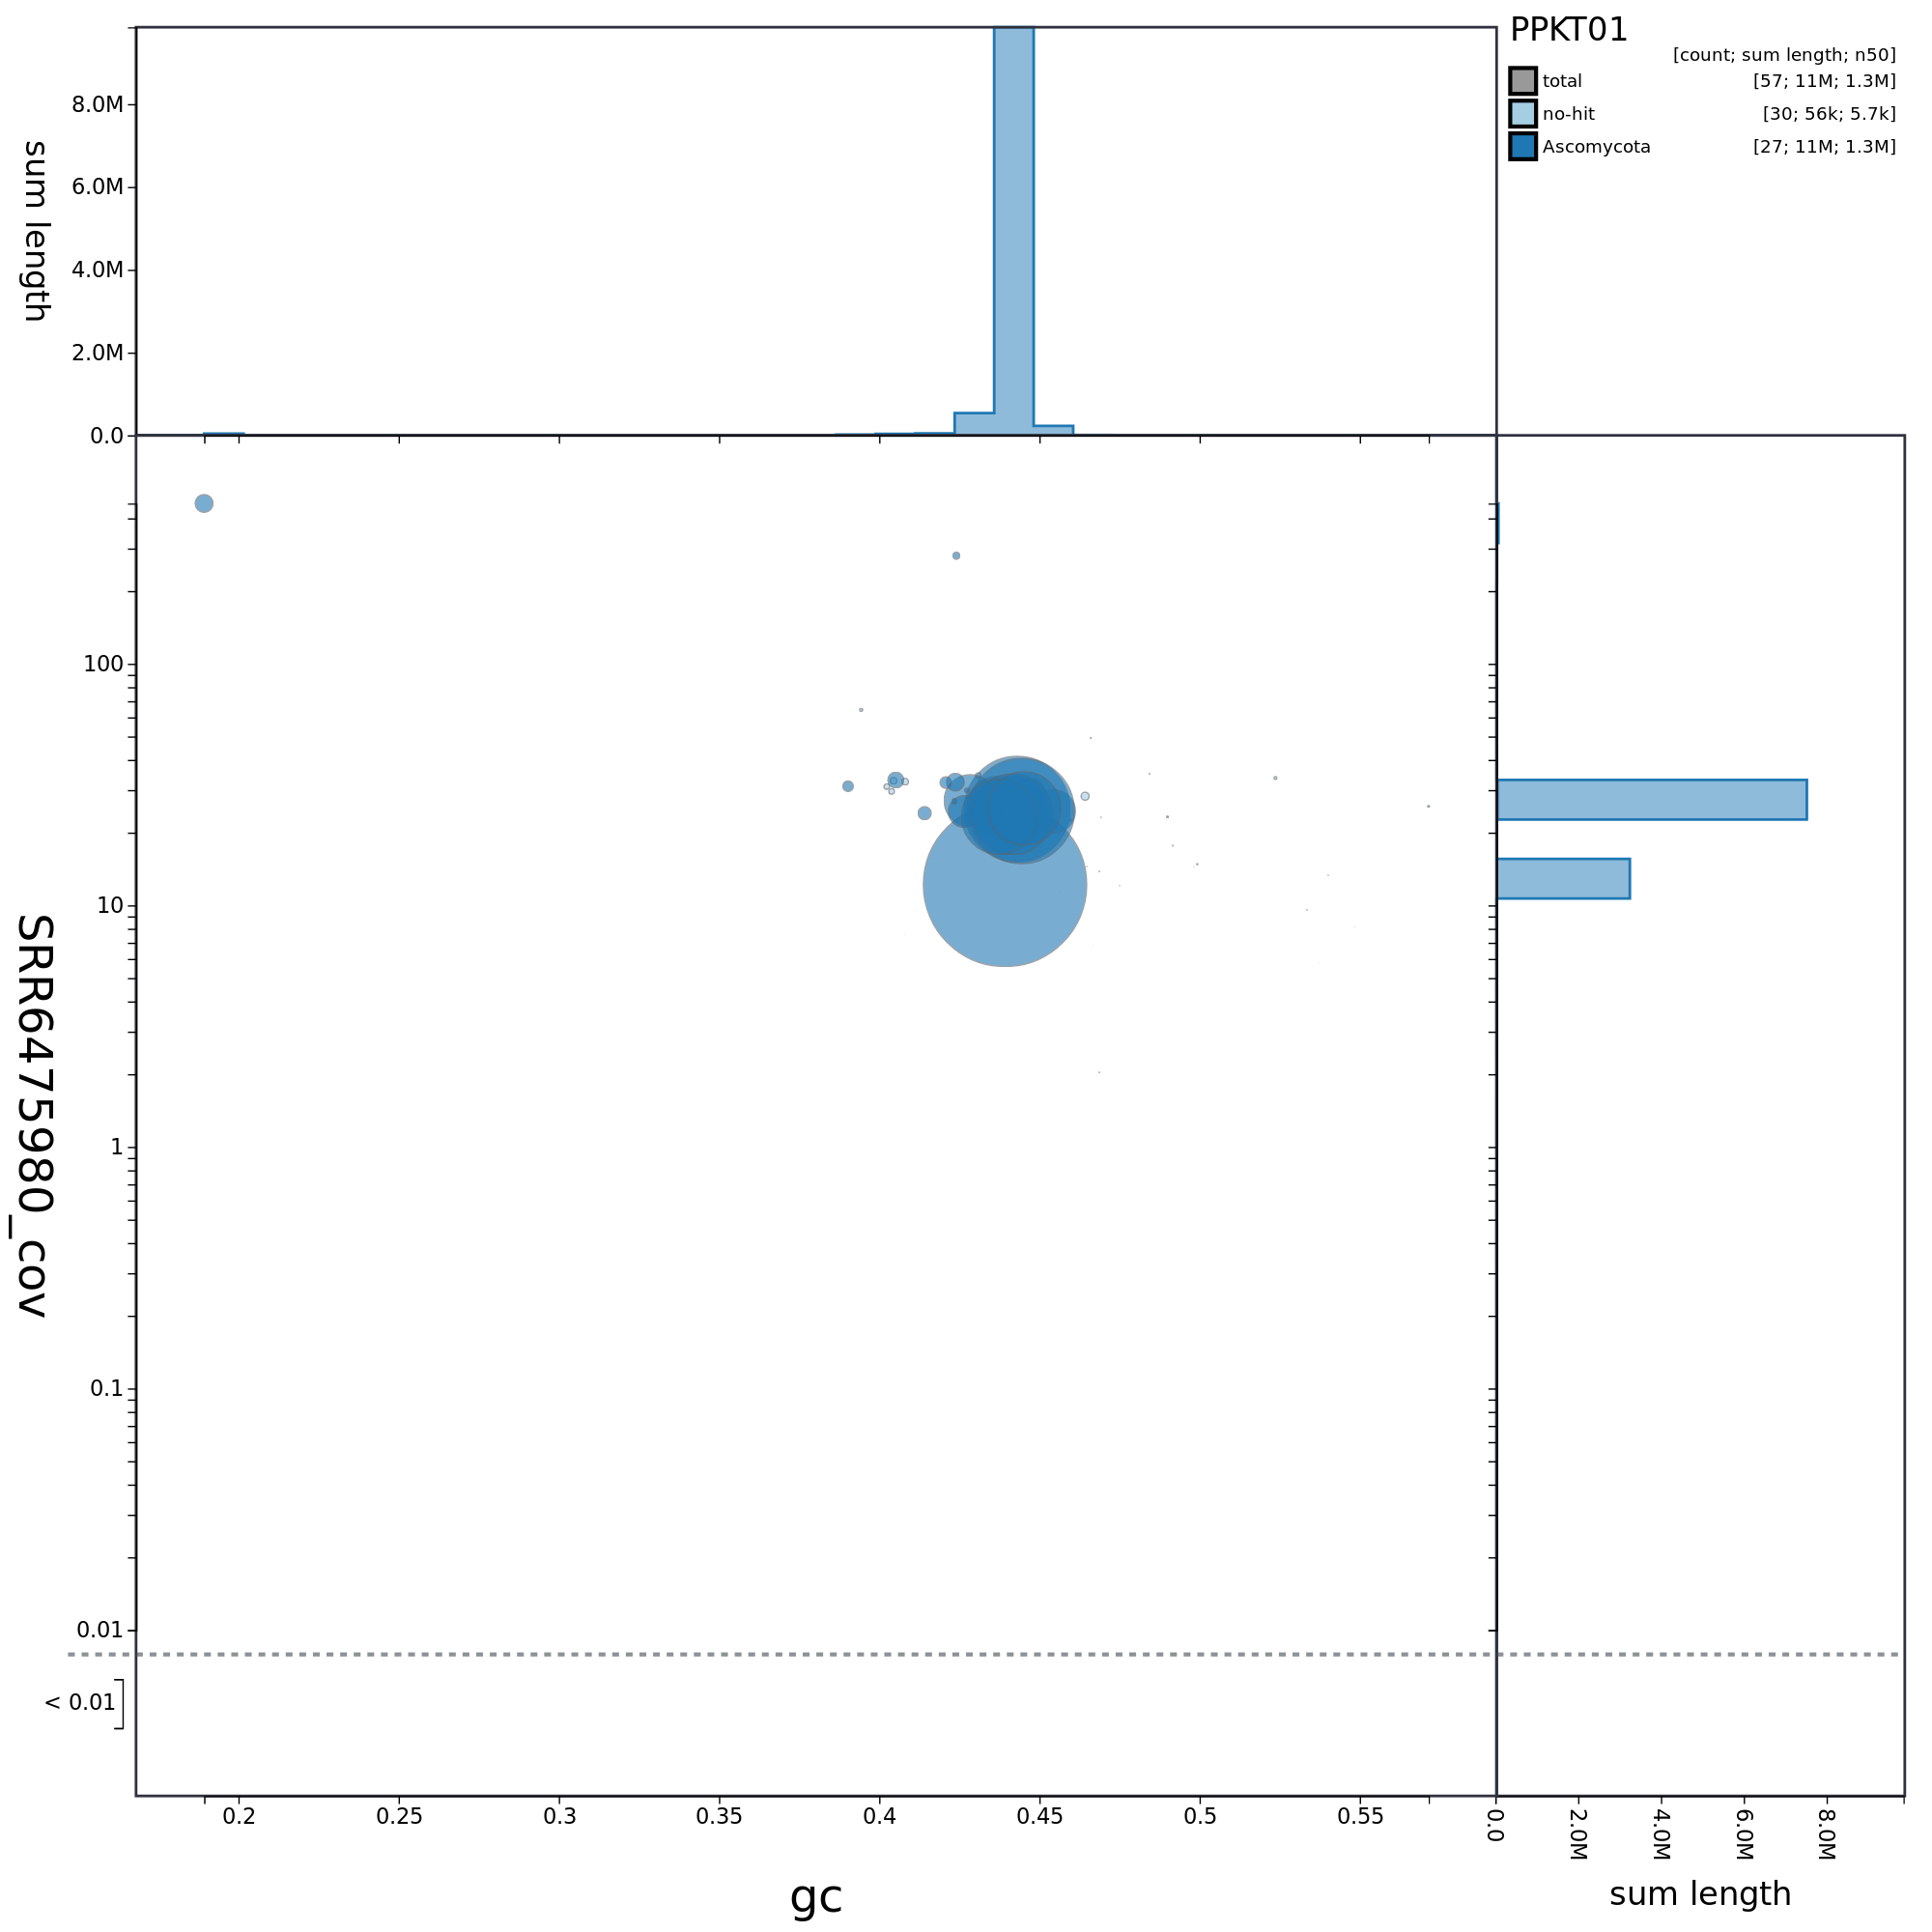 PPKT01
[count; sum length; n50]
total [57; 11M; 1.3M]
no-hit [30; 56k; 5.7k]
Ascomycota [27; 11M; 1.3M]
sum length
8.0M
6.0M
4.0M
2.0M
0.0
SRR6475980_cov
100
10
1
0.1
0.01
< 0.01
0.2 0.25 0.3 0.35 0.4 0.45 0.5 0.55
gc
0.0 2.0M 4.0M 6.0M 8.0M
sum length